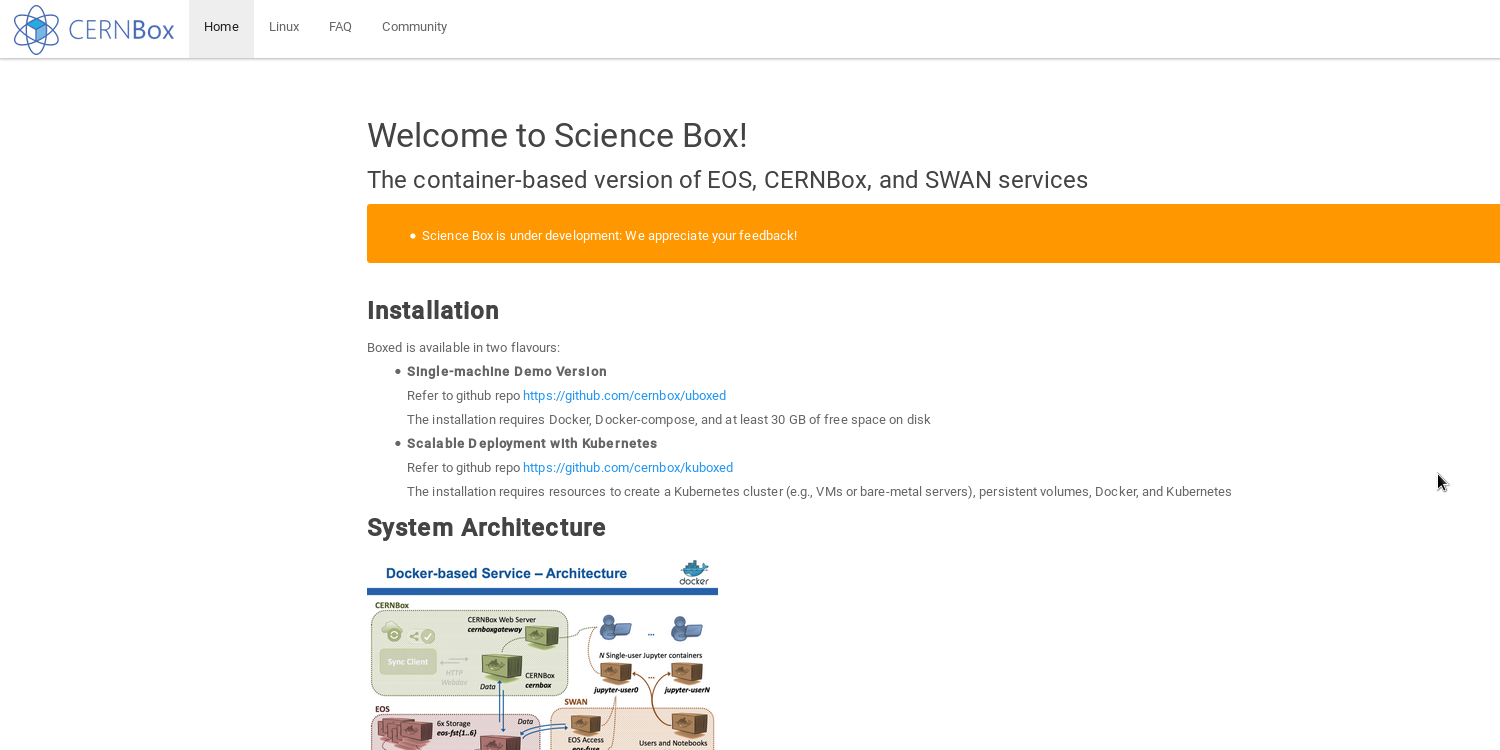 CERNBox
Home
Linux
FAQ
Community
Welcome to Science Box!
The container-based version of EOS, CERNBox, and SWAN services
• Science Box is under development: We appreciate your feedback!
Installation
Boxed is available in two flavours:
• Single-machine Demo Version
Refer to github repo https://github.com/cernbox/uboxed
The installation requires Docker, Docker-compose, and at least 30 GB of free space on disk
• Scalable Deployment with Kubernetes
Refer to github repo https://github.com/cernbox/kuboxed
The installation requires resources to create a Kubernetes cluster (e.g., VMs or bare-metal servers), persistent volumes, Docker, and Kubernetes
System Architecture
Docker-based Service – Architecture
docker
CERNBox
CERNBox Web Server
cernboxgateway
...
Sync Client
HTTP
Webdav
N Single-user Jupyter containers
...
CERNBox
cernbox
Data
jupyter-user0
jupyter-userN
SWAN
EOS
6x Storage
eos-fst{1..6}
Data
EOS Access
eos-fuse
Users and Notebooks